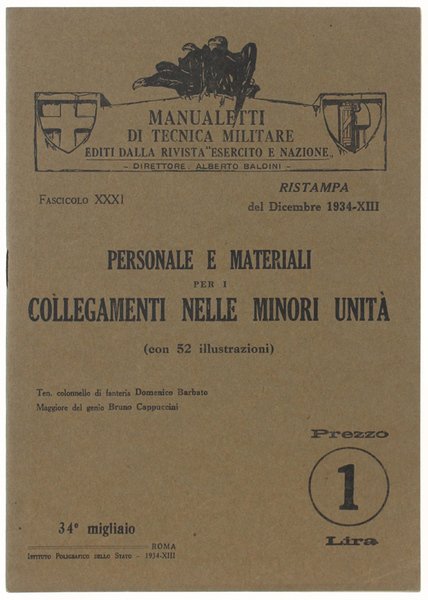 MANUALETTI
DI TECNICA MILITARE
EDITI DALLA RIVISTA "ESERCITO E NAZIONE„
- DIRETTORE: ALBERTO BALDINI -
FASCICOLO XXXI
RISTAMPA
del Dicembre 1934-XIII
PERSONALE E MATERIALI
PER I
COLLEGAMENTI NELLE MINORI UNITÀ
(con 52 illustrazioni)
Ten. colonnello di fanteria Domenico Barbato
Maggiore del genio Bruno Cappuccini
Prezzo
1
Lira
34° migliaio
ROMA
ISTITUTO POLIGRAFICO DELLO STATO - 1934-XIII